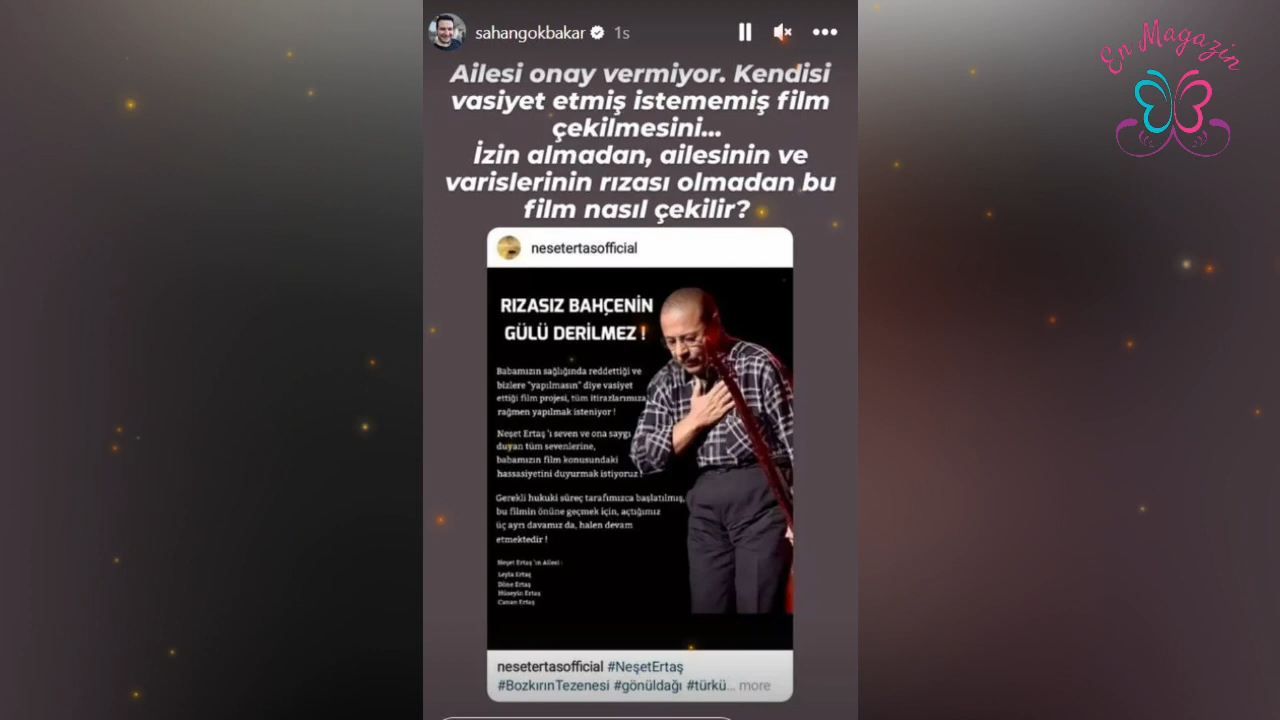 sahangokbakar 1s
En Magazin
Ailesi onay vermiyor. Kendisi
vasiyet etmiş istememiş film
çekilmesini...
İzin almadan, ailesinin ve
varislerinin rızası olmadan bu
film nasıl çekilir?
nesetertasofficial
RIZASIZ BAHÇENİN
GÜLÜ DERİLMEZ !
Babamızın sağlığında reddettiği ve
bizlere "yapılmasın" diye vasiyet
ettiği film projesi, tüm itirazlarımıza
rağmen yapılmak isteniyor !
Neşet Ertaş 'ı seven ve ona saygı
duyan tüm sevenlerine,
babamızın film konusundaki
hassasiyetini duyurmak istiyoruz !
Gerekli hukuki süreç tarafımızca başlatılmış,
bu filmin önüne geçmek için, açtığımız
üç ayrı davamız da, halen devam
etmektedir !
Neşet Ertaş 'ın Ailesi :
Leyla Ertaş
Döne Ertaş
Hüseyin Ertaş
Canan Ertaş
nesetertasofficial #NeşetErtaş
#BozkırınTezenesi #gönüldağı #türkü... more